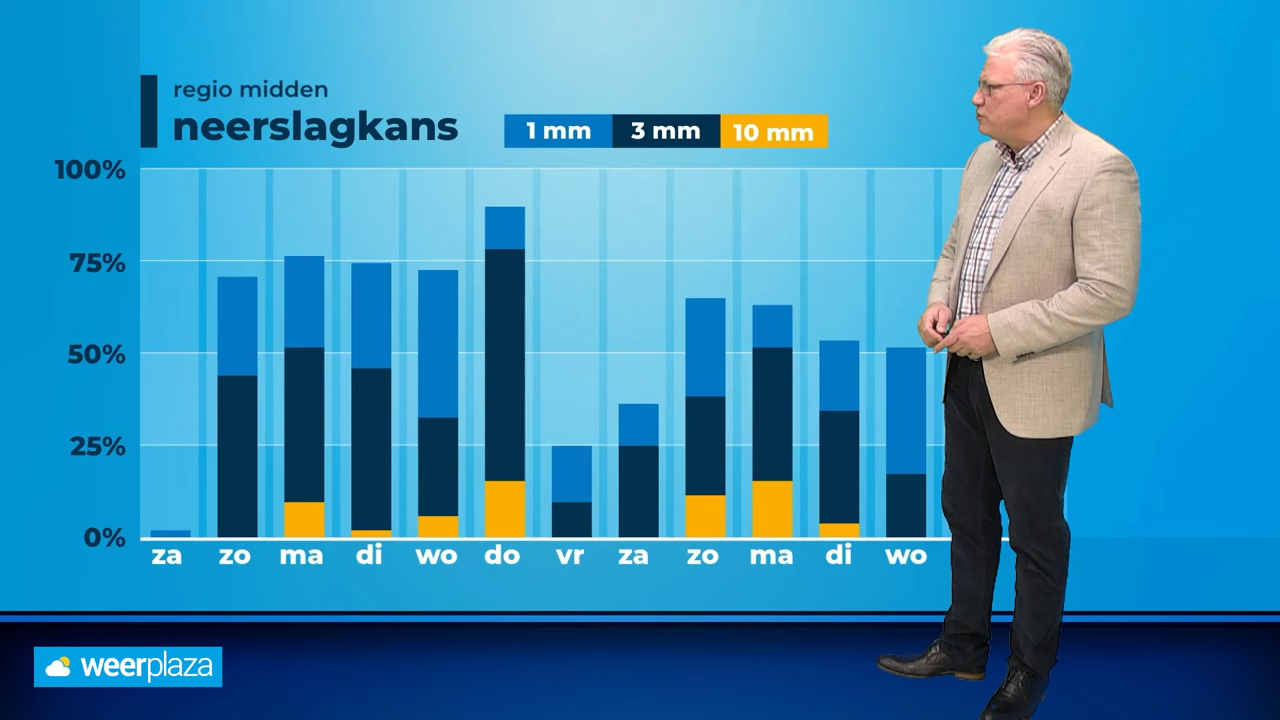 regio midden
neerslagkans
1 mm 3 mm 10 mm
100%
75%
50%
25%
0%
za zo ma di wo do vr za zo ma di wo
weerplaza